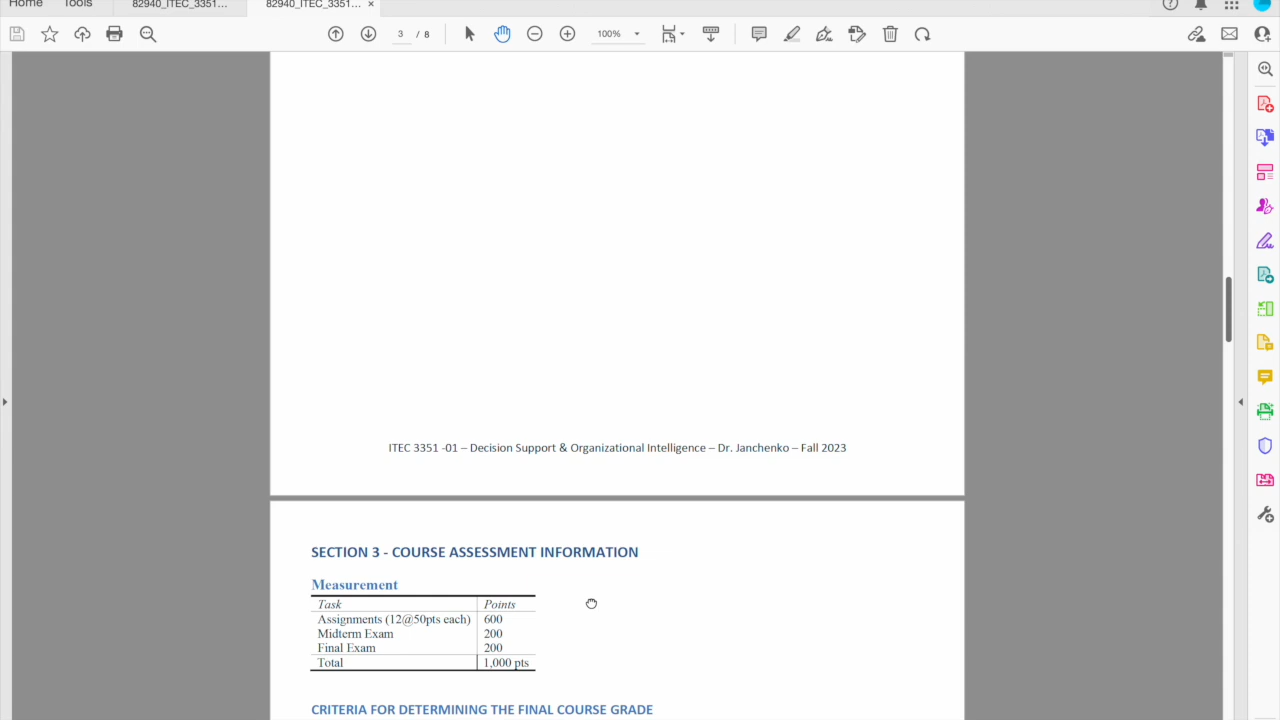 Home Tools 82940_ITEC_3351... 82940_ITEC_3351... ×
3 / 8 100%
ITEC 3351 -01 – Decision Support & Organizational Intelligence – Dr. Janchenko – Fall 2023
SECTION 3 - COURSE ASSESSMENT INFORMATION
Measurement
Task Points
Assignments (12@50pts each) 600
Midterm Exam 200
Final Exam 200
Total 1,000 pts
CRITERIA FOR DETERMINING THE FINAL COURSE GRADE